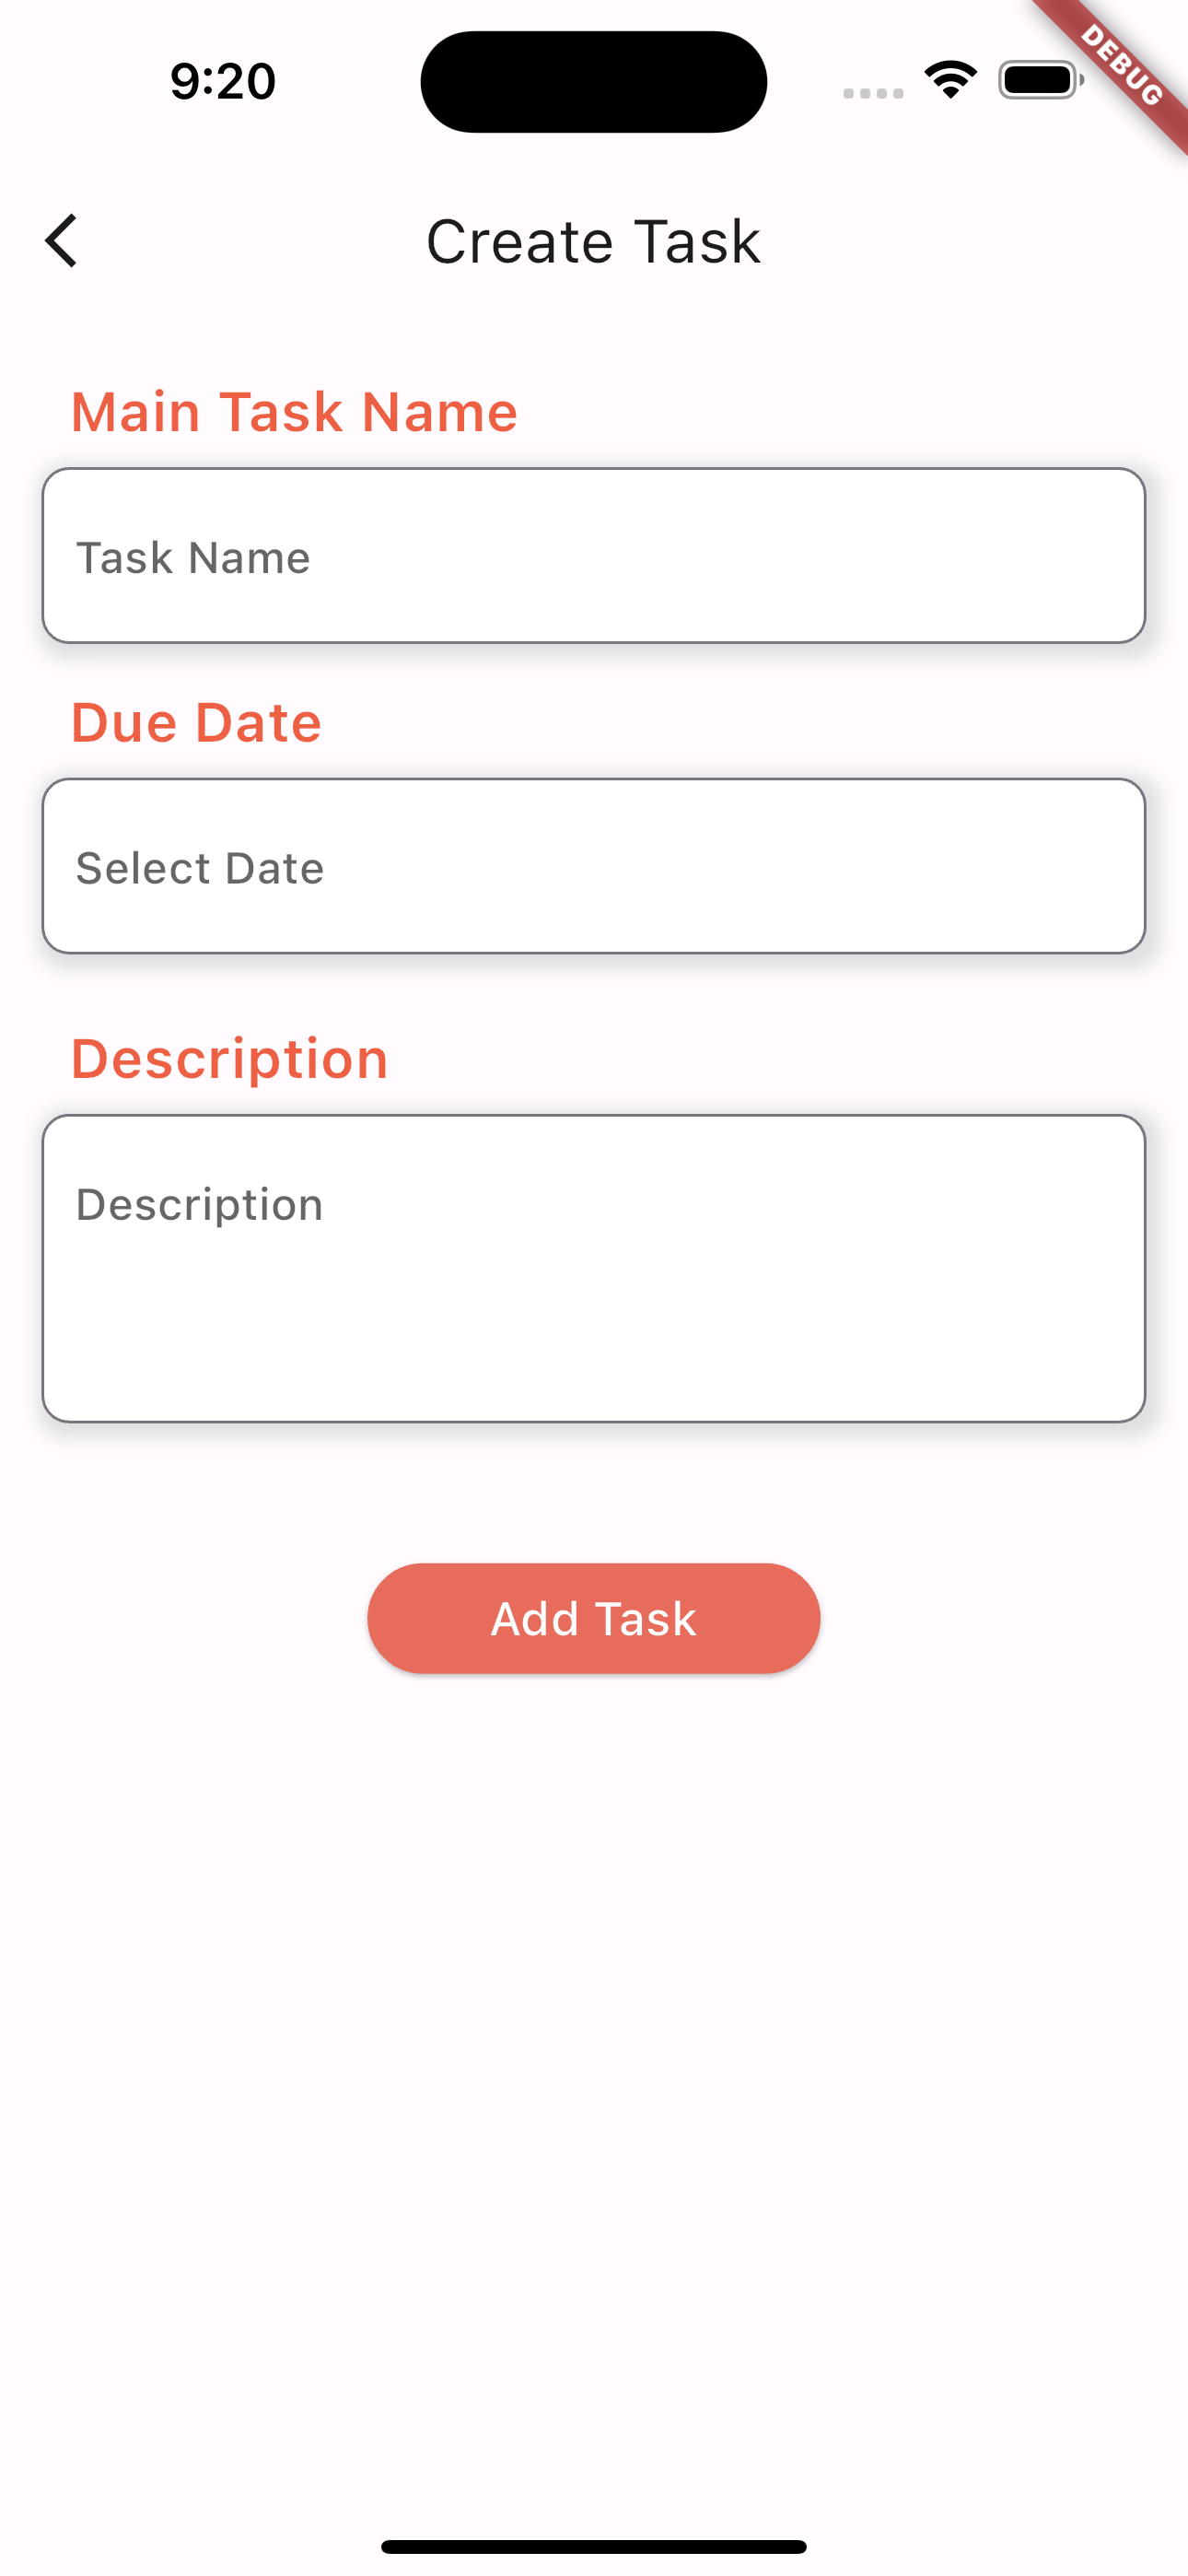 9:20
DEBUG
Create Task
Main Task Name
Task Name
Due Date
Select Date
Description
Description
Add Task